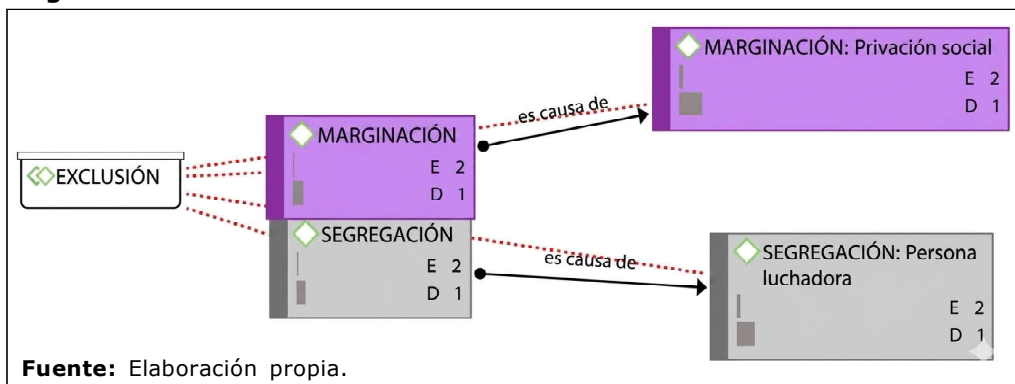 MARGINACIÓN: Privación social
E 2
D 1
es causa de
MARGINACIÓN
E 2
D 1
EXCLUSIÓN
SEGREGACIÓN
E 2
D 1
es causa de
SEGREGACIÓN: Persona
luchadora
E 2
D 1
Fuente: Elaboración propia.